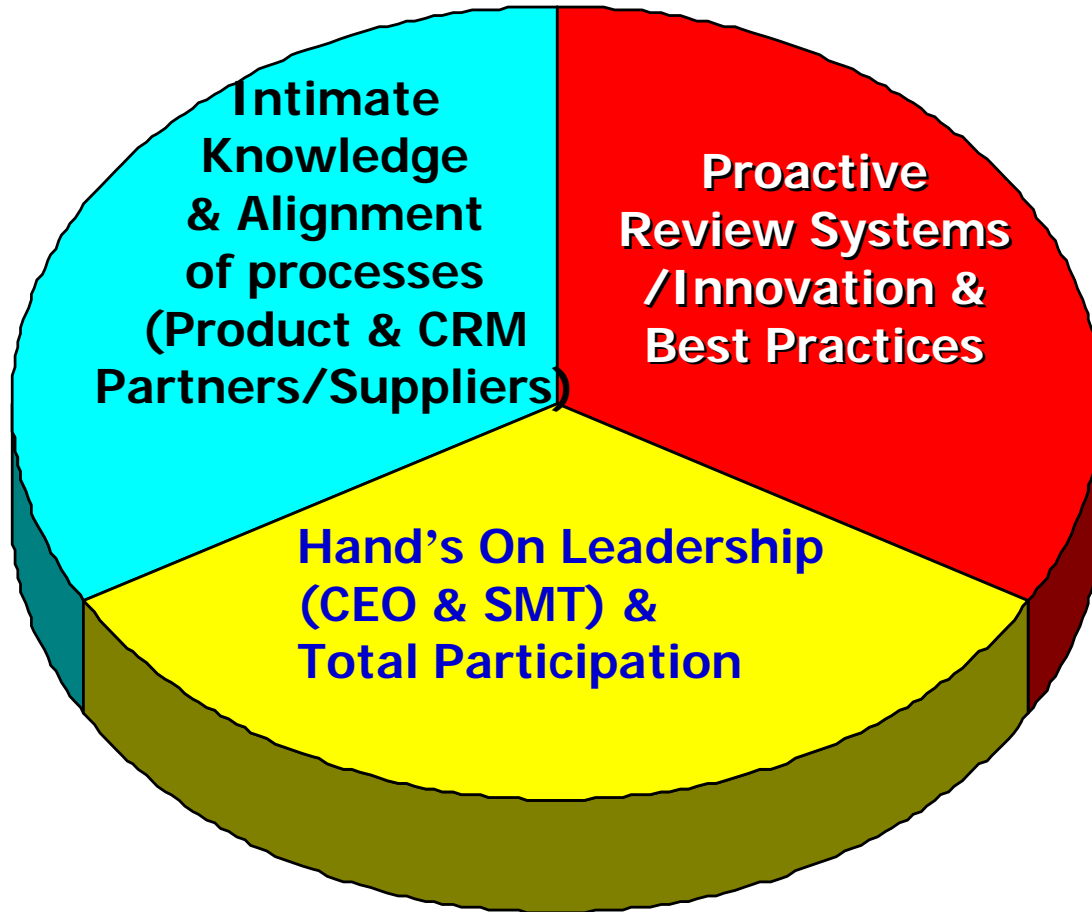 Intimate
Knowledge
& Alignment
of processes
(Product & CRM
Partners/Suppliers)
Proactive
Review Systems
/Innovation &
Best Practices
Hand’s On Leadership
(CEO & SMT) &
Total Participation